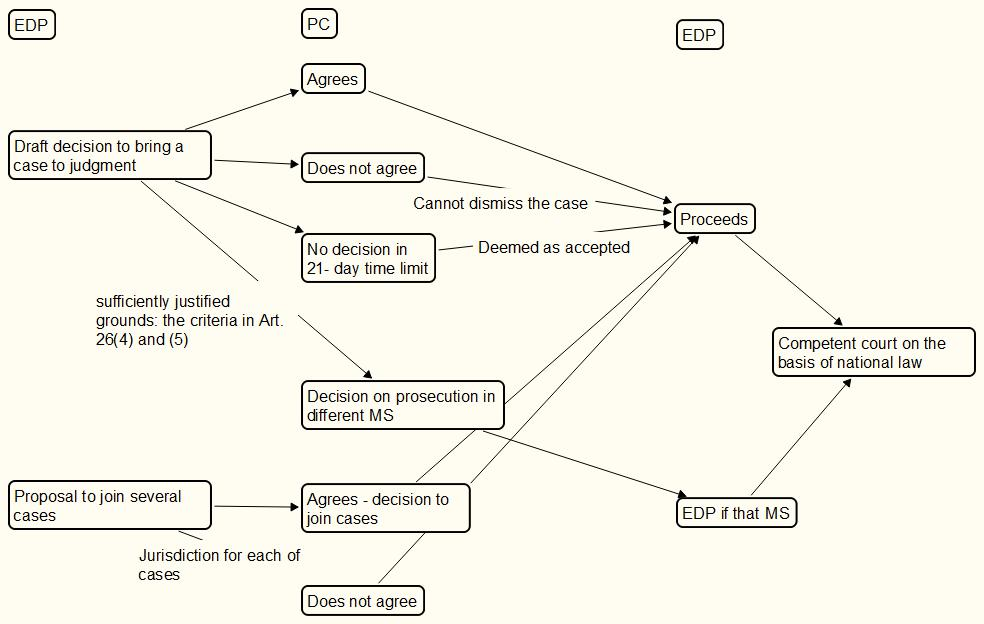 EDP
PC
EDP
Agrees
Draft decision to bring a
case to judgment
Does not agree
Cannot dismiss the case
Proceeds
No decision in
21- day time limit
Deemed as accepted
sufficiently justified
grounds: the criteria in Art.
26(4) and (5)
Competent court on the
basis of national law
Decision on prosecution in
different MS
Proposal to join several
cases
Agrees - decision to
join cases
EDP if that MS
Jurisdiction for each of
cases
Does not agree